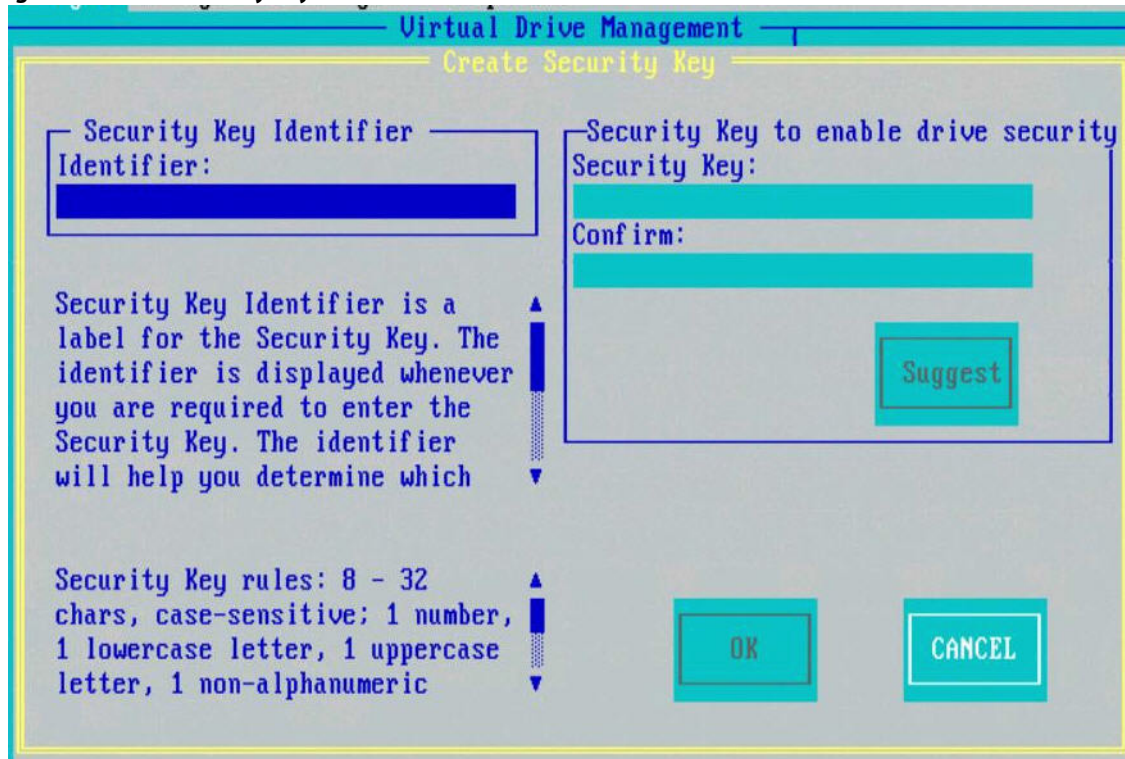 Virtual Drive Management
Create Security Key
Security Key Identifier
Identifier:
Security Key Identifier is a
label for the Security Key. The
identifier is displayed whenever
you are required to enter the
Security Key. The identifier
will help you determine which
Security Key rules: 8 - 32
chars, case-sensitive; 1 number,
1 lowercase letter, 1 uppercase
letter, 1 non-alphanumeric
Security Key to enable drive security
Security Key:
Confirm:
Suggest
OK
CANCEL